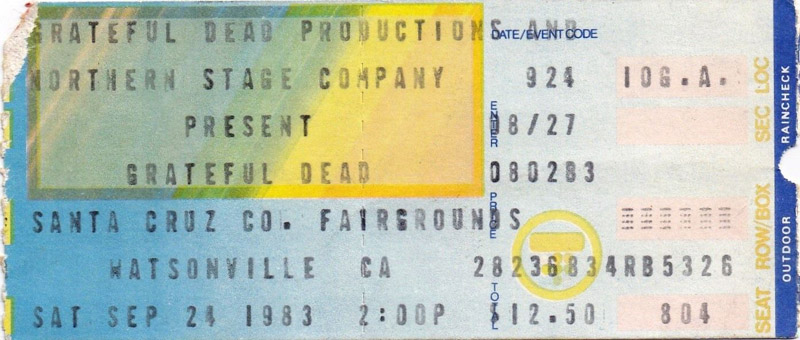 GRATEFUL DEAD PRODUCTIONS AND
DATE/EVENT CODE
NORTHERN STAGE COMPANY 924 10G.A.
PRESENT 08/27
GRATEFUL DEAD 080283
SANTA CRUZ CO. FAIRGROUNDS
WATSONVILLE CA 28236834RB5326
SAT SEP 24 1983 2:00P $12.50 804
ENTER
PRICE
TOTAL
SEC LOC
ROW/BOX
SEAT
RAINCHECK
OUTDOOR